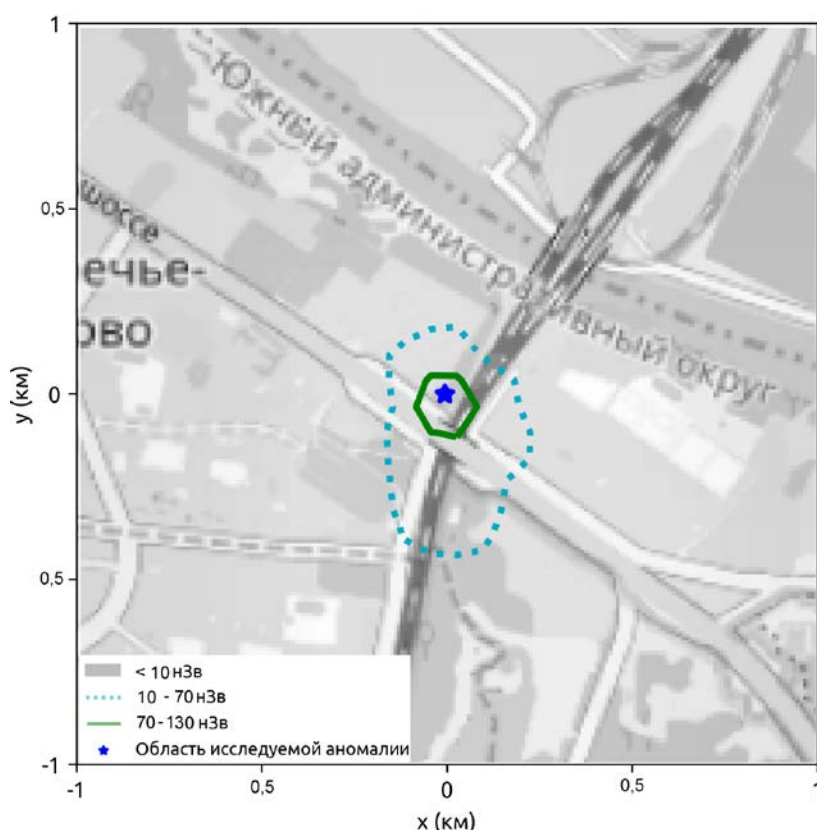 1
0,5
0
0,5
-1
y (км)
Южный административный округ
шоссе
ечье-
ово
< 10 нЗв
10 - 70 нЗв
70-130 нЗв
Область исследуемой аномалии
-1
0,5
0
0,5
1
x (км)